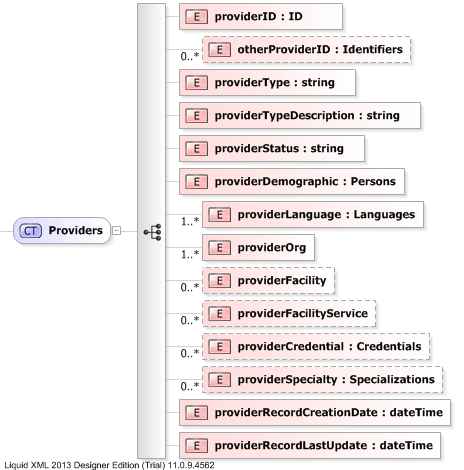 E providerID : ID
0..* E otherProviderID : Identifiers
E providerType : string
E providerTypeDescription : string
E providerStatus : string
E providerDemographic : Persons
1..* E providerLanguage : Languages
CT Providers
1..* E providerOrg
0..* E providerFacility
0..* E providerFacilityService
0..* E providerCredential : Credentials
0..* E providerSpecialty : Specializations
E providerRecordCreationDate : dateTime
E providerRecordLastUpdate : dateTime
Liquid XML 2013 Designer Edition (Trial) 11.0.9.4562